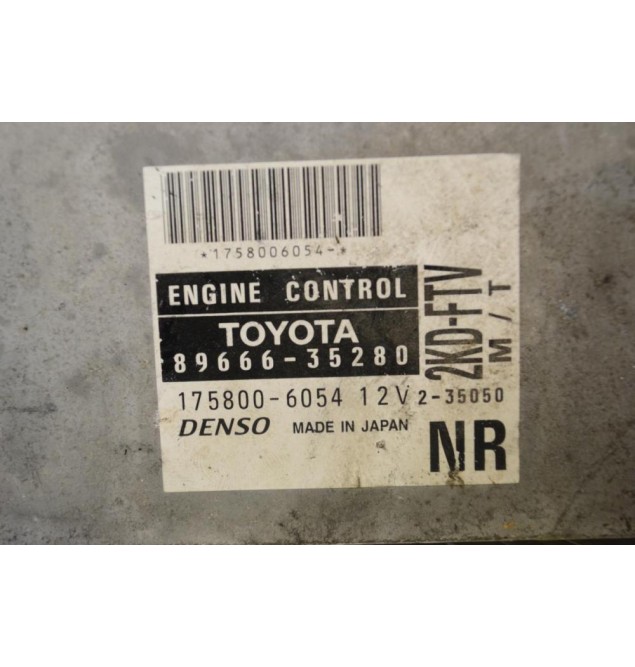 *1758006054-*
ENGINE CONTROL
TOYOTA
89666-35280
175800-6054 12V
DENSO MADE IN JAPAN
2KD-FTV
M/T
2-35050
NR